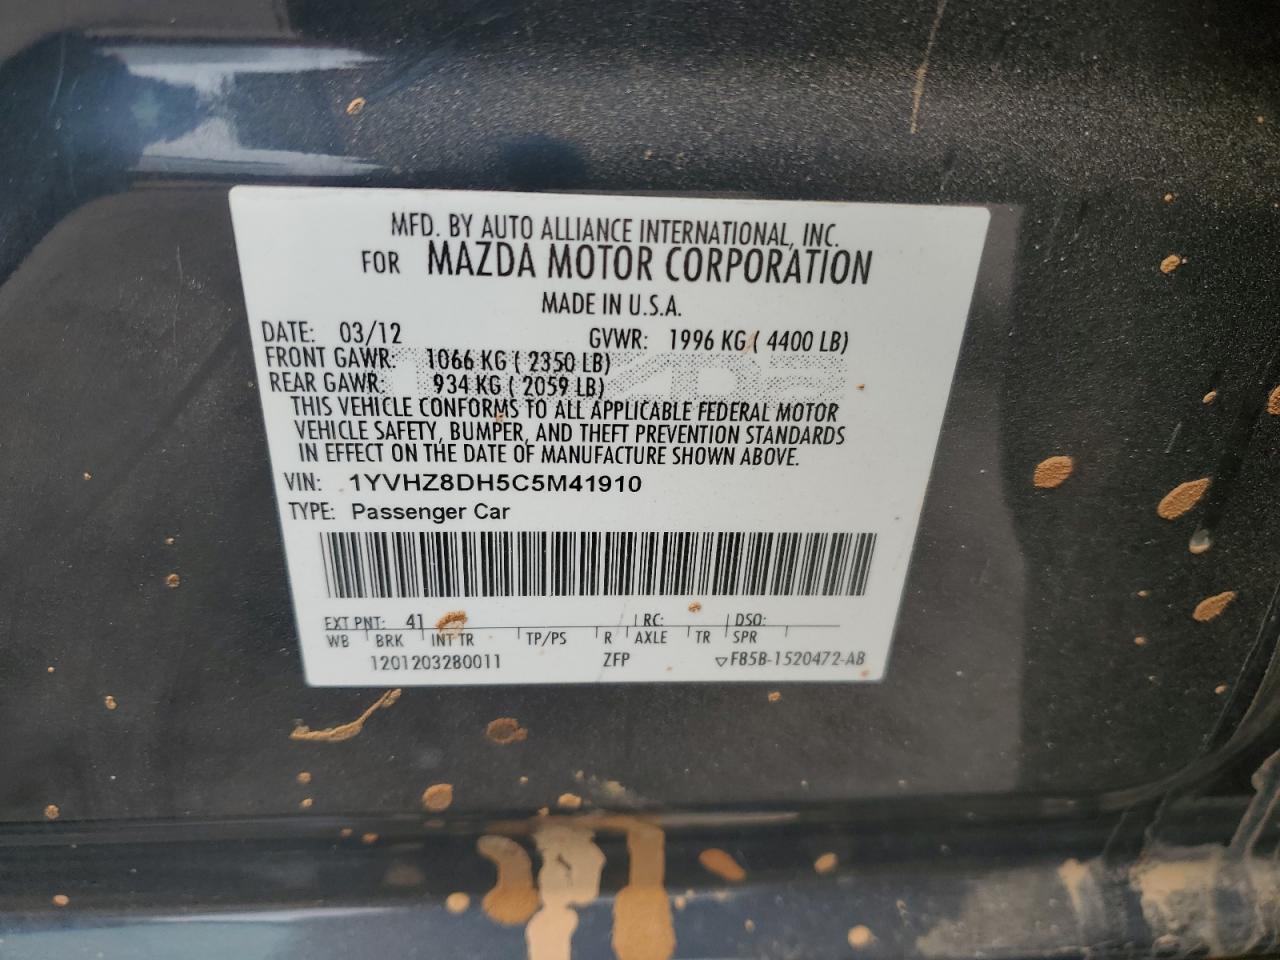 MFD. BY AUTO ALLIANCE INTERNATIONAL, INC.
FOR MAZDA MOTOR CORPORATION
MADE IN U.S.A.
DATE: 03/12 GVWR: 1996 KG ( 4400 LB)
FRONT GAWR: 1066 KG ( 2350 LB)
REAR GAWR: 934 KG ( 2059 LB)
THIS VEHICLE CONFORMS TO ALL APPLICABLE FEDERAL MOTOR
VEHICLE SAFETY, BUMPER, AND THEFT PREVENTION STANDARDS
IN EFFECT ON THE DATE OF MANUFACTURE SHOWN ABOVE.
VIN: 1YVHZ8DH5C5M41910
TYPE: Passenger Car
EXT PNT: 41 RC: DSO:
WB BRK INT TR TP/PS R AXLE TR SPR
1201203280011 ZFP ▽F85B-1520472-AB